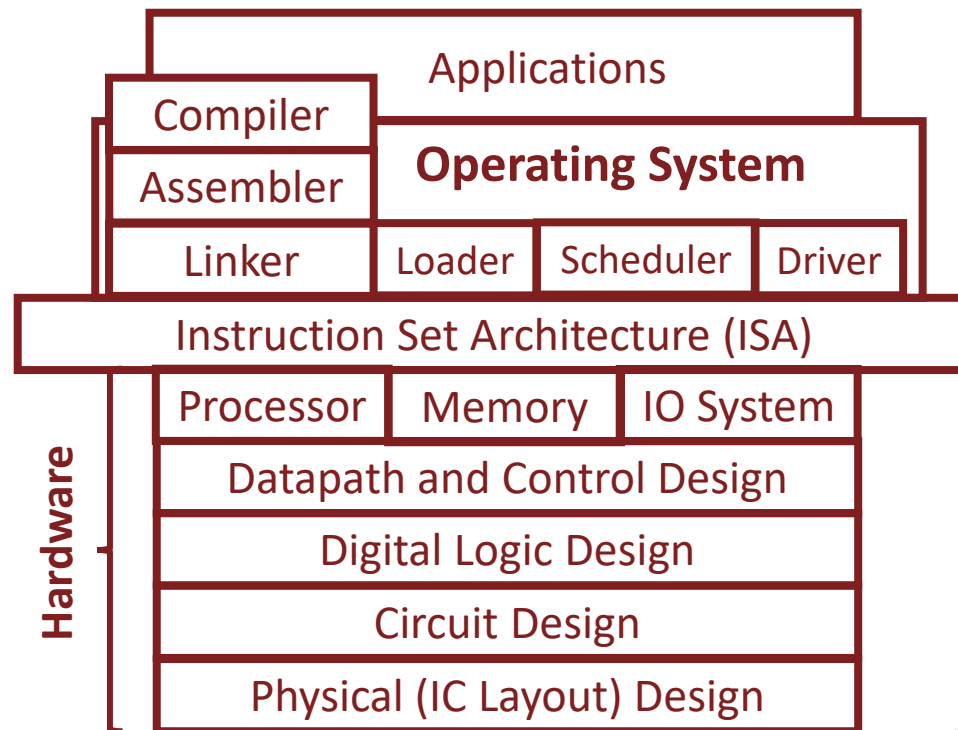 Applications
Compiler
Operating System
Assembler
Linker
Loader
Scheduler
Driver
Instruction Set Architecture (ISA)
Hardware
Processor
Memory
IO System
Datapath and Control Design
Digital Logic Design
Circuit Design
Physical (IC Layout) Design